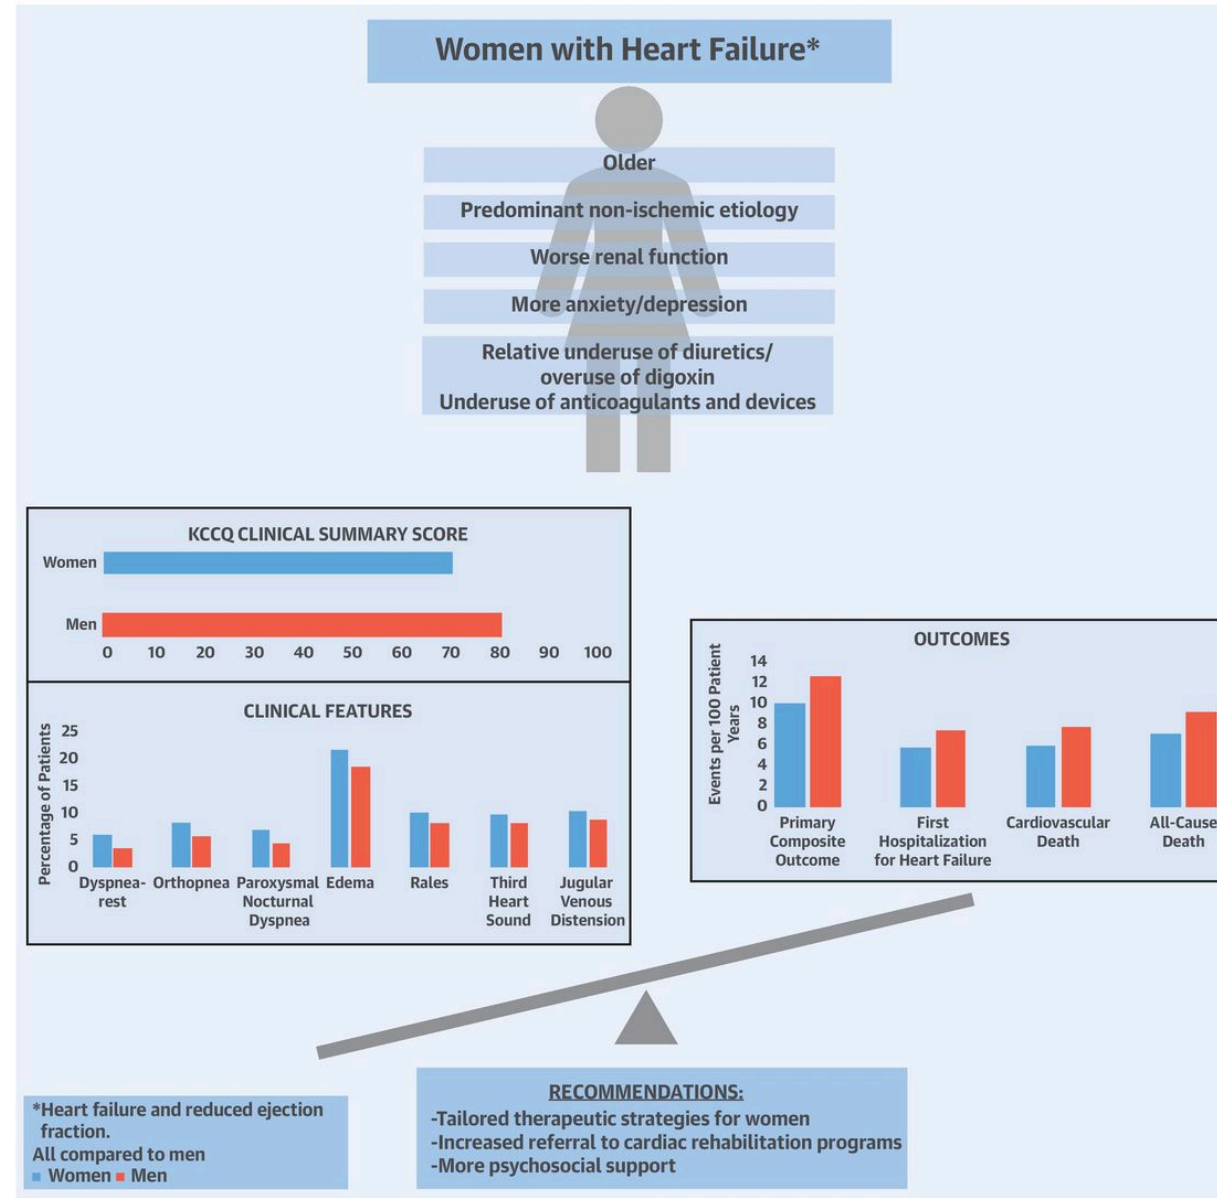 Women with Heart Failure*
Older
Predominant non-ischemic etiology
Worse renal function
More anxiety/depression
Relative underuse of diuretics/
overuse of digoxin
Underuse of anticoagulants and devices
KCCQ CLINICAL SUMMARY SCORE
Women
Men
0 10 20 30 40 50 60 70 80 90 100
CLINICAL FEATURES
Percentage of Patients
25
20
15
10
5
0
Dyspnea-
rest
Orthopnea
Paroxysmal
Nocturnal
Dyspnea
Edema
Rales
Third
Heart
Sound
Jugular
Venous
Distension
OUTCOMES
Events per 100 Patient
Years
14
12
10
8
6
4
2
0
Primary
Composite
Outcome
First
Hospitalization
for Heart Failure
Cardiovascular
Death
All-Cause
Death
*Heart failure and reduced ejection
fraction.
All compared to men
Women Men
RECOMMENDATIONS:
-Tailored therapeutic strategies for women
-Increased referral to cardiac rehabilitation programs
-More psychosocial support